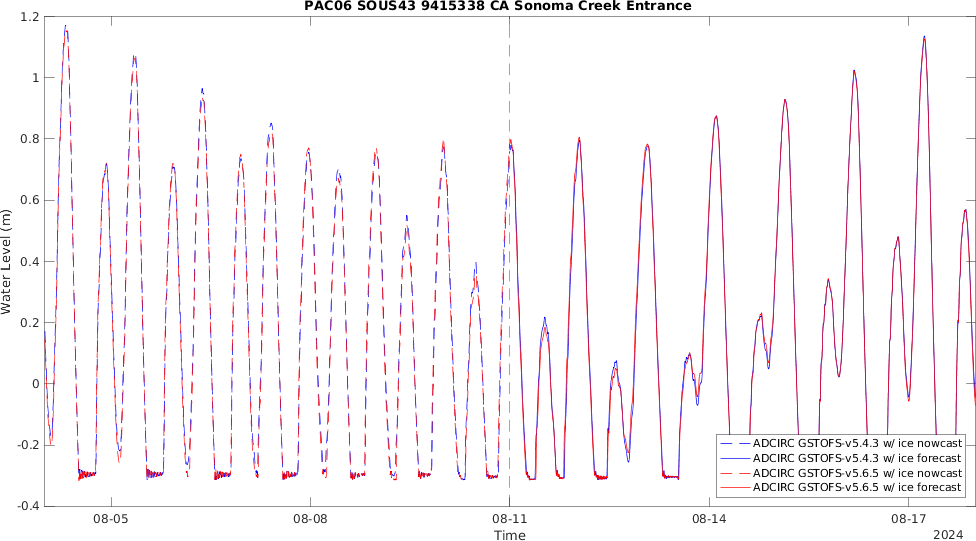 PAC06 SOUS43 9415338 CA Sonoma Creek Entrance
1.2
1
0.8
0.6
0.4
0.2
0
-0.2
-0.4
Water Level (m)
ADCIRC GSTOFS-v5.4.3 w/ ice nowcast
ADCIRC GSTOFS-v5.4.3 w/ ice forecast
ADCIRC GSTOFS-v5.6.5 w/ ice nowcast
ADCIRC GSTOFS-v5.6.5 w/ ice forecast
08-05 08-08 08-11 08-14 08-17
Time
2024